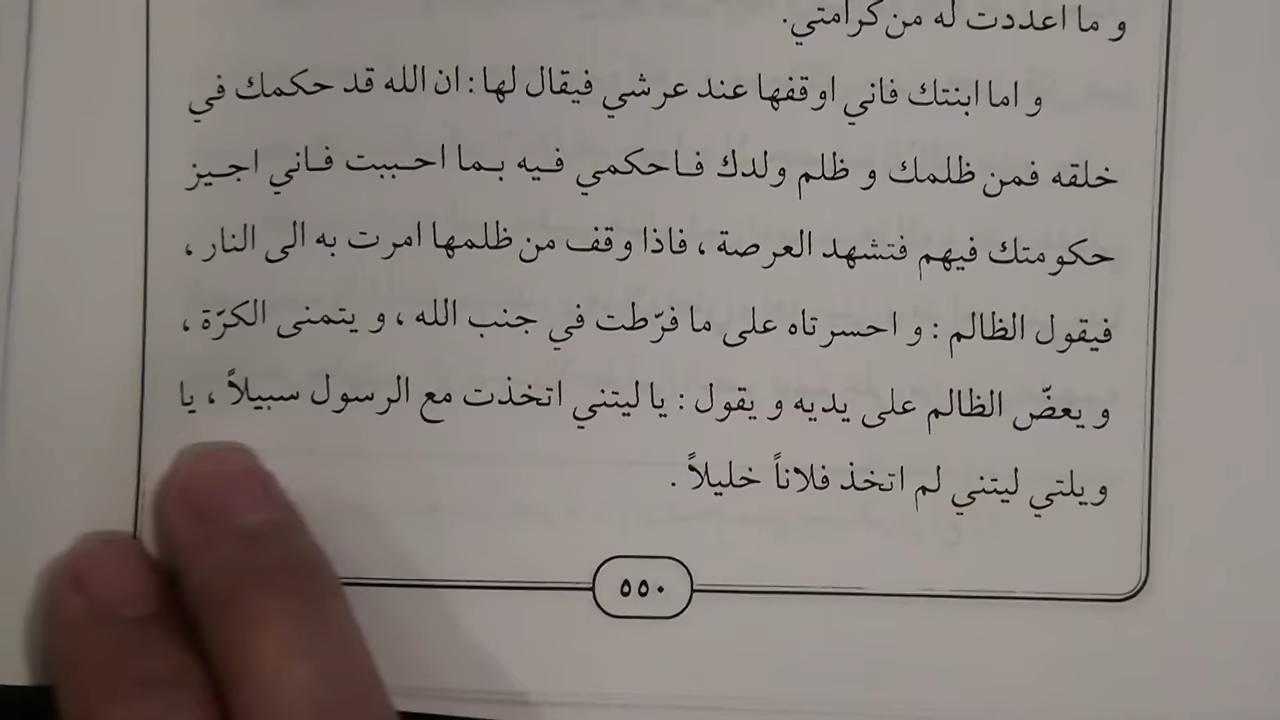 و ما اعددت له من كرامتي.
و اما ابنتك فاني اوقفها عند عرشي فيقال لها : ان الله قد حكمك في
خلقه فمن ظلمك و ظلم ولدك فاحكمي فيه بما احببت فاني اجيز
حكومتك فيهم فتشهد العرصة ، فاذا وقف من ظلمها امرت به الى النار ،
فيقول الظالم : و احسرتاه على ما فرّطت في جنب الله ، و يتمنى الكرّة ،
و يعضّ الظالم على يديه و يقول : يا ليتني اتخذت مع الرسول سبيلاً ، يا
ويلتي ليتني لم اتخذ فلاناً خليلاً .
٥٥٠